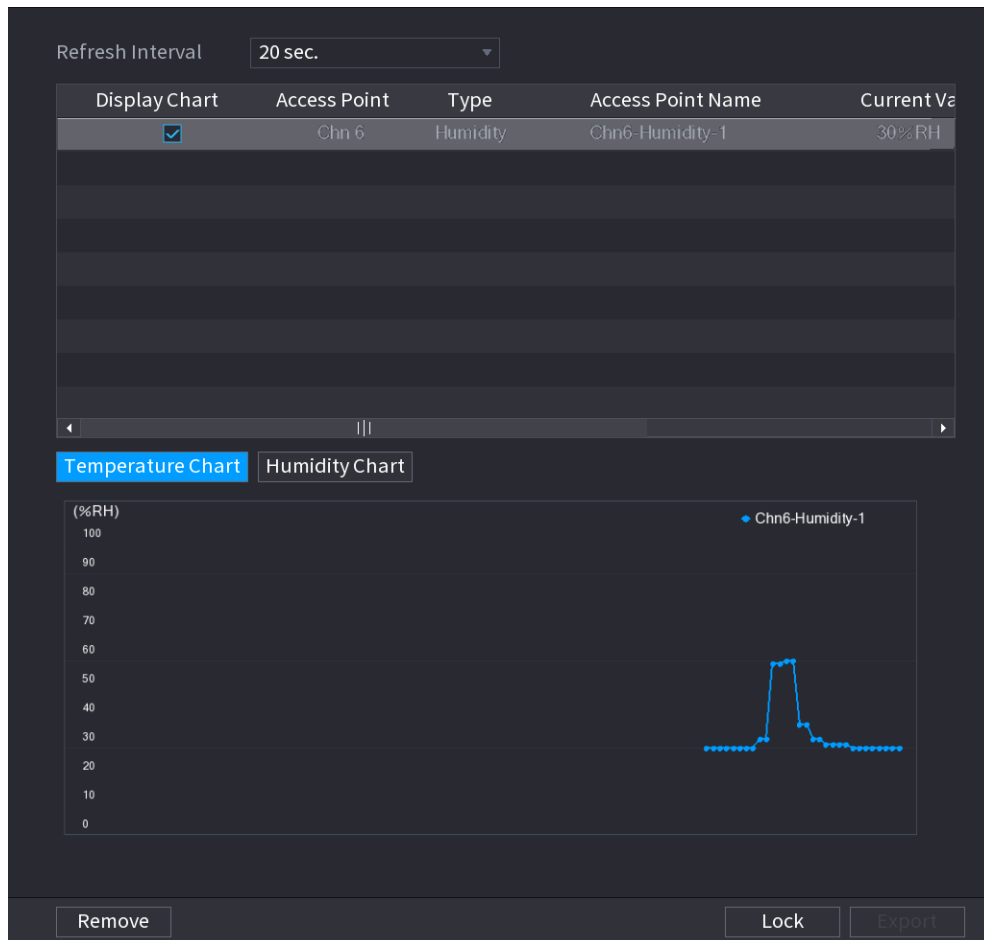 Refresh Interval 20 sec.
Display Chart Access Point Type Access Point Name Current Va
Chn 6 Humidity Chn6-Humidity-1 30%RH
Temperature Chart Humidity Chart
(%RH)
Chn6-Humidity-1
100
90
80
70
60
50
40
30
20
10
0
Remove Lock Export